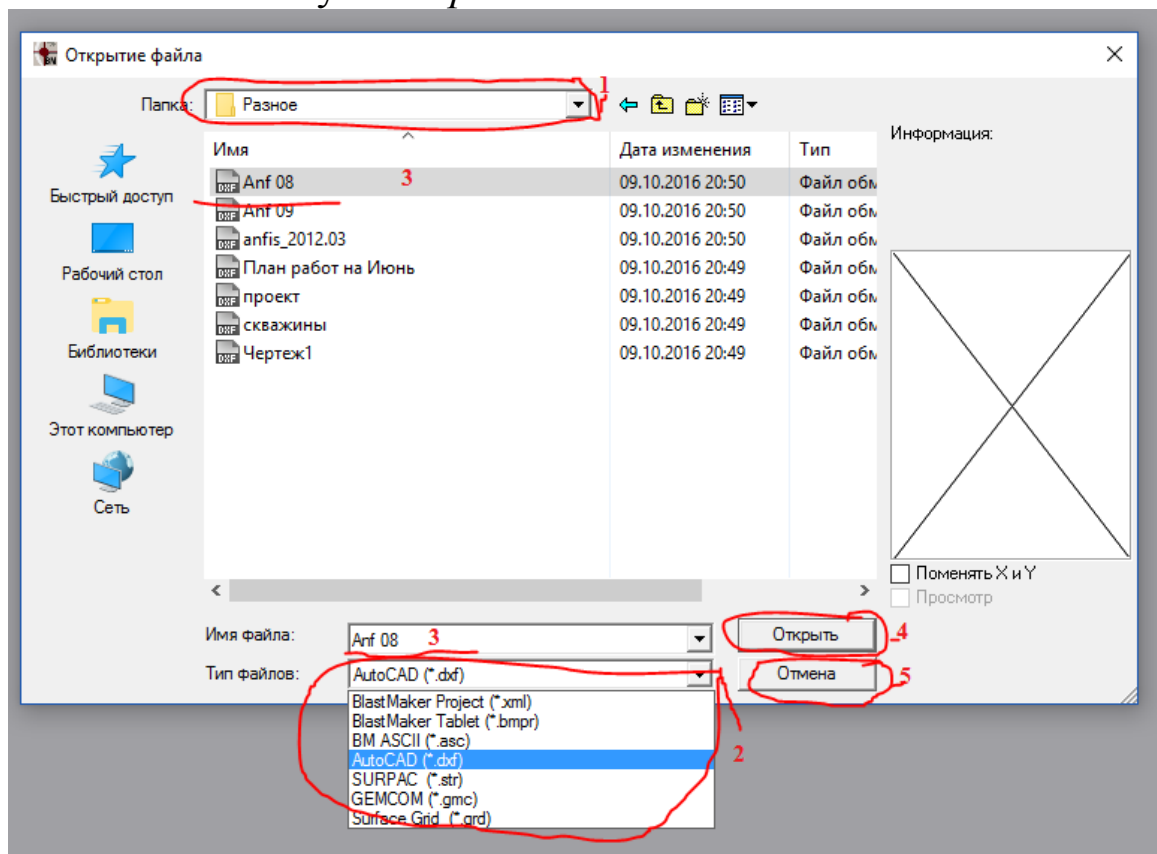 Открытие файла
1
Папка: Разное
Информация:
Имя Дата изменения Тип
Anf 08 3 09.10.2016 20:50 Файл обм
Anf 09 09.10.2016 20:50 Файл обм
anfis_2012.03 09.10.2016 20:50 Файл обм
План работ на Июнь 09.10.2016 20:49 Файл обм
проект 09.10.2016 20:49 Файл обм
скважины 09.10.2016 20:49 Файл обм
Чертеж1 09.10.2016 20:49 Файл обм
Быстрый доступ
Рабочий стол
Библиотеки
Этот компьютер
Сеть
Поменять X и Y
Просмотр
Имя файла: Anf 08 3 Открыть 4
Тип файлов: AutoCAD (*.dxf) Отмена 5
BlastMaker Project (*.xml)
BlastMaker Tablet (*.bmpr)
BM ASCII (*.asc)
AutoCAD (*.dxf) 2
SURPAC (*.str)
GEMCOM (*.gmc)
Surface Grid (*.grd)